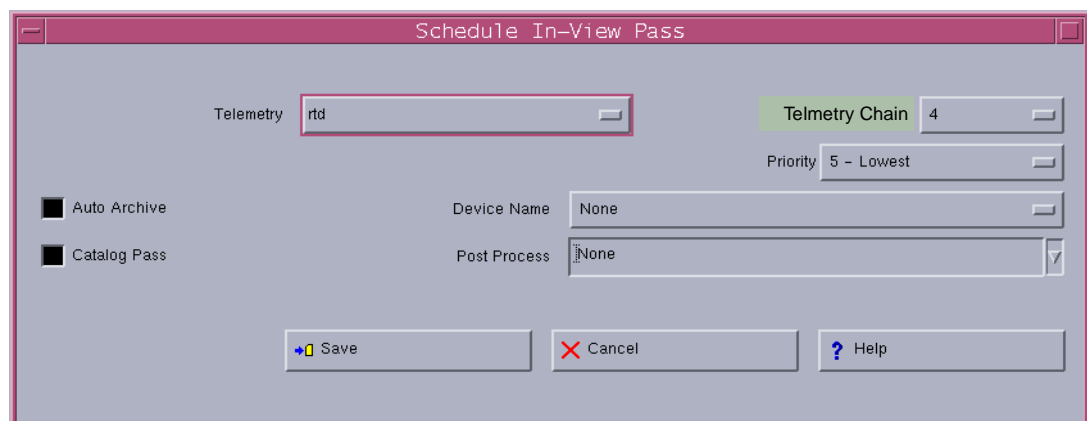 Schedule In-View Pass
Telemetry rtd Telmetry Chain 4
Priority 5 - Lowest
Auto Archive Device Name None
Catalog Pass Post Process None
Save Cancel ? Help